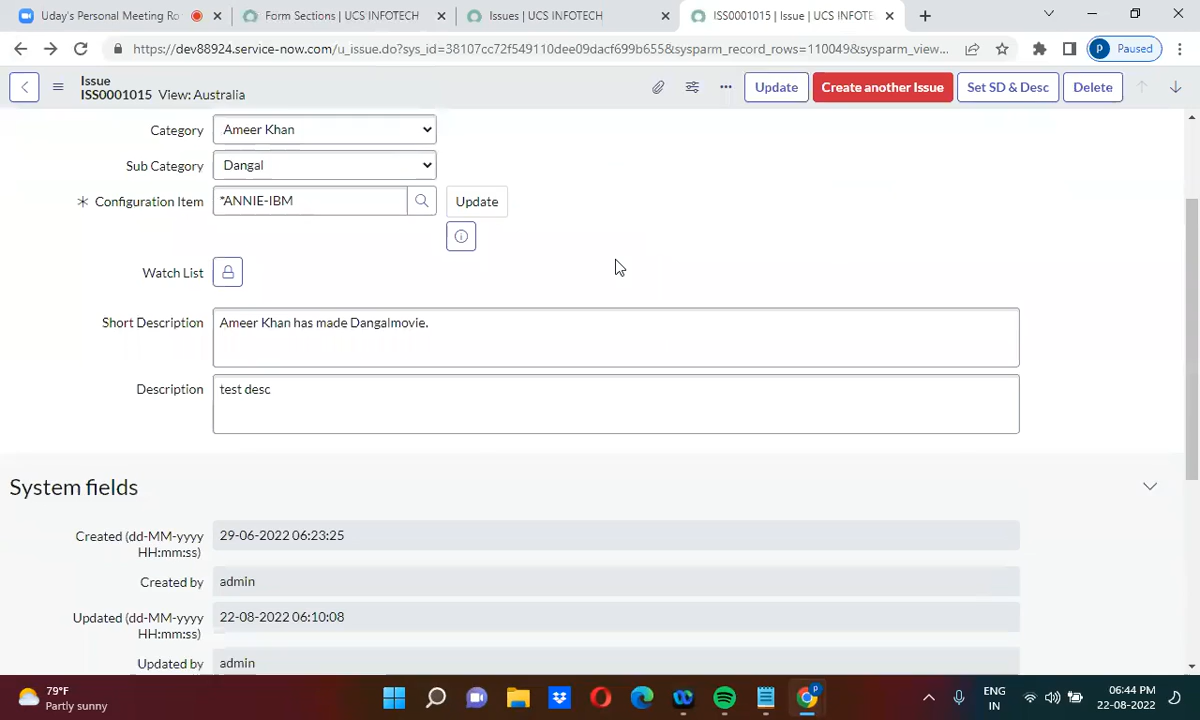 Uday's Personal Meeting Ro
Form Sections | UCS INFOTECH
Issues | UCS INFOTECH
ISS0001015 | Issue | UCS INFOTE
https://dev88924.service-now.com/u_issue.do?sys_id=38107cc72f549110dee09dacf699b655&sysparm_record_rows=110049&sysparm_view...
P
Paused
Issue
ISS0001015 View: Australia
Update
Create another Issue
Set SD & Desc
Delete
Category
Ameer Khan
Sub Category
Dangal
Configuration Item
*ANNIE-IBM
Update
Watch List
Short Description
Ameer Khan has made Dangalmovie.
Description
test desc
System fields
Created (dd-MM-yyyy
HH:mm:ss)
29-06-2022 06:23:25
Created by
admin
Updated (dd-MM-yyyy
HH:mm:ss)
22-08-2022 06:10:08
Updated by
admin
79°F
Partly sunny
P
ENG
IN
06:44 PM
22-08-2022